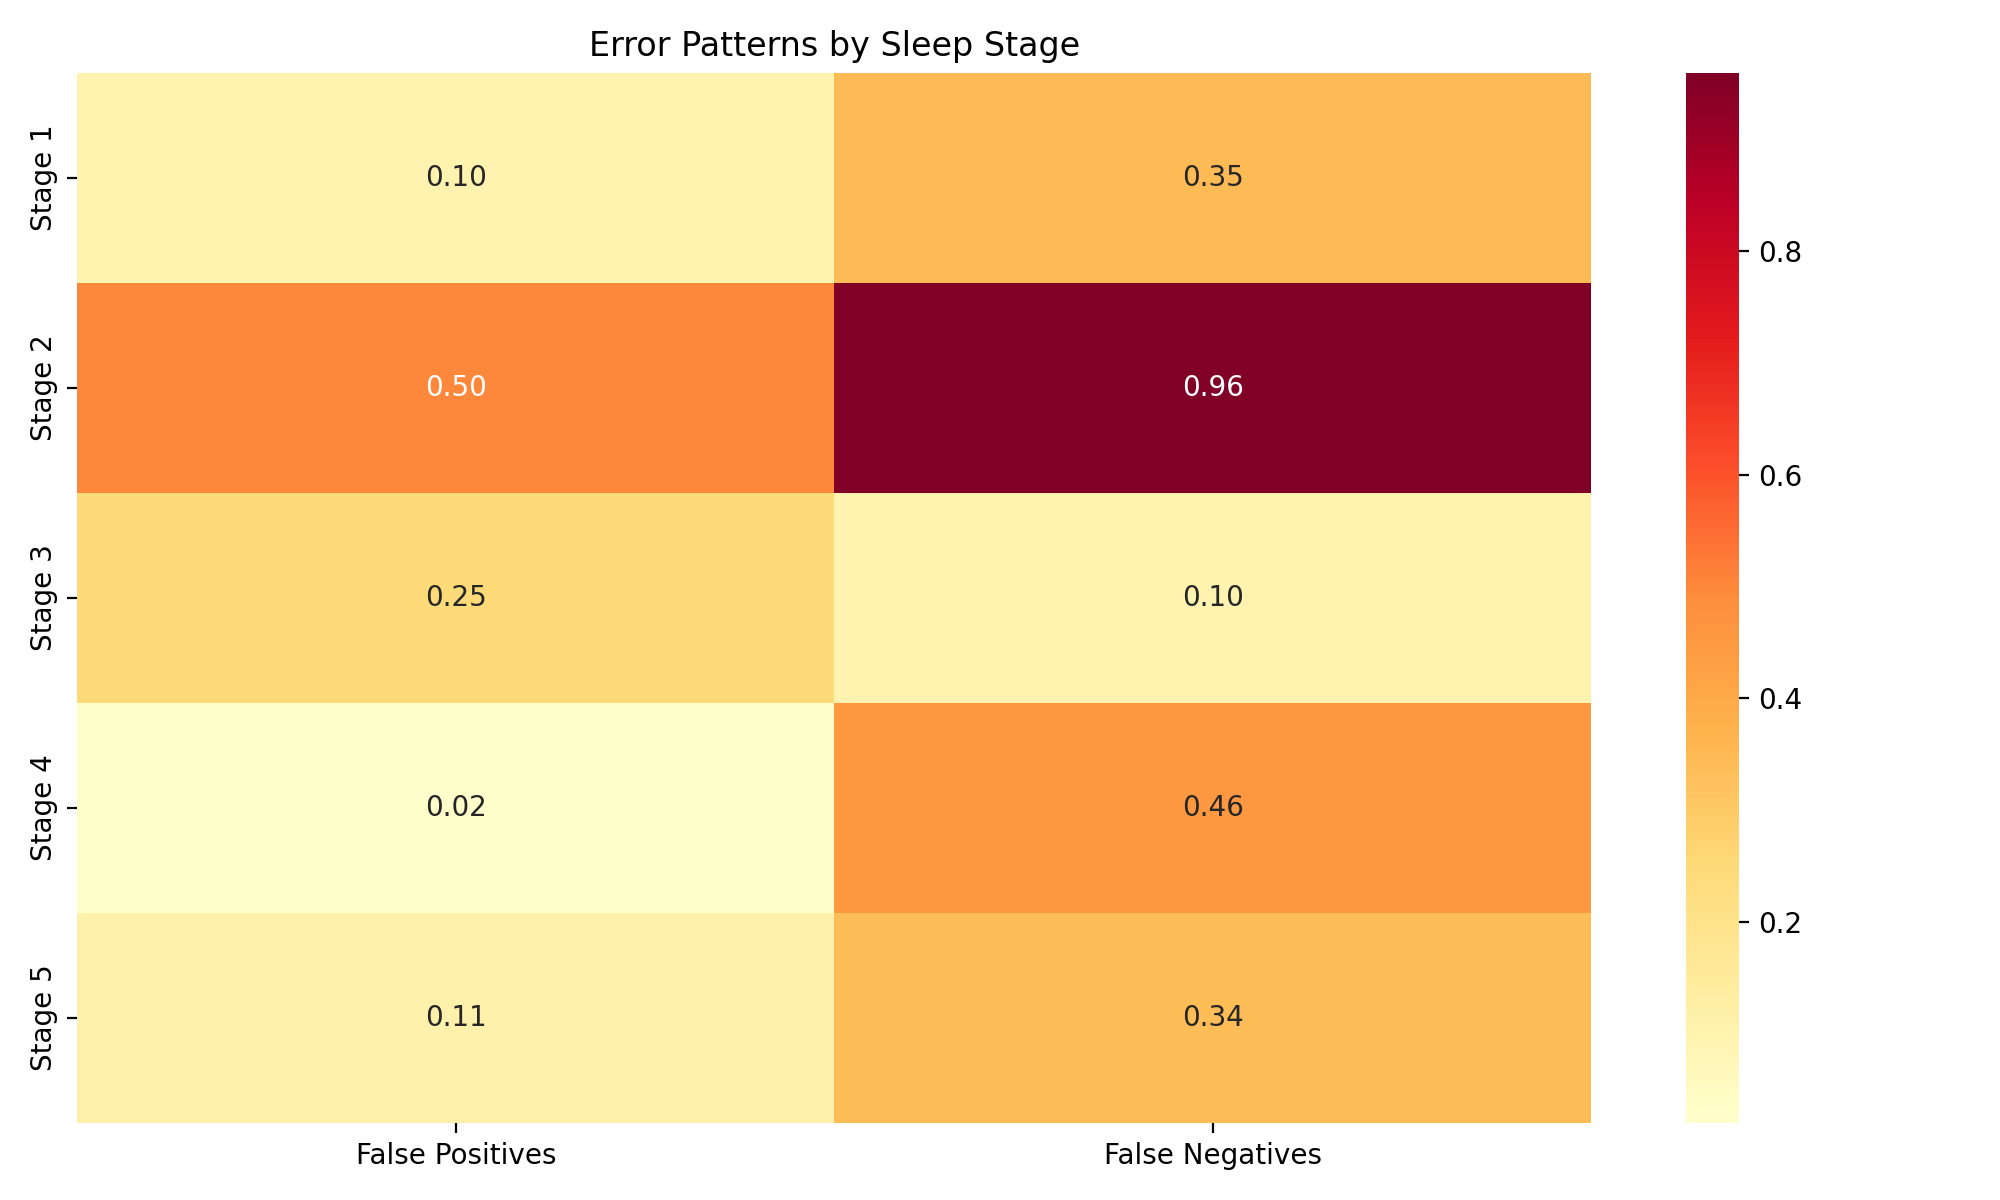 Error Patterns by Sleep Stage
Stage 1
0.10
0.35
Stage 2
0.50
0.96
Stage 3
0.25
0.10
Stage 4
0.02
0.46
Stage 5
0.11
0.34
False Positives
False Negatives
0.8
0.6
0.4
0.2